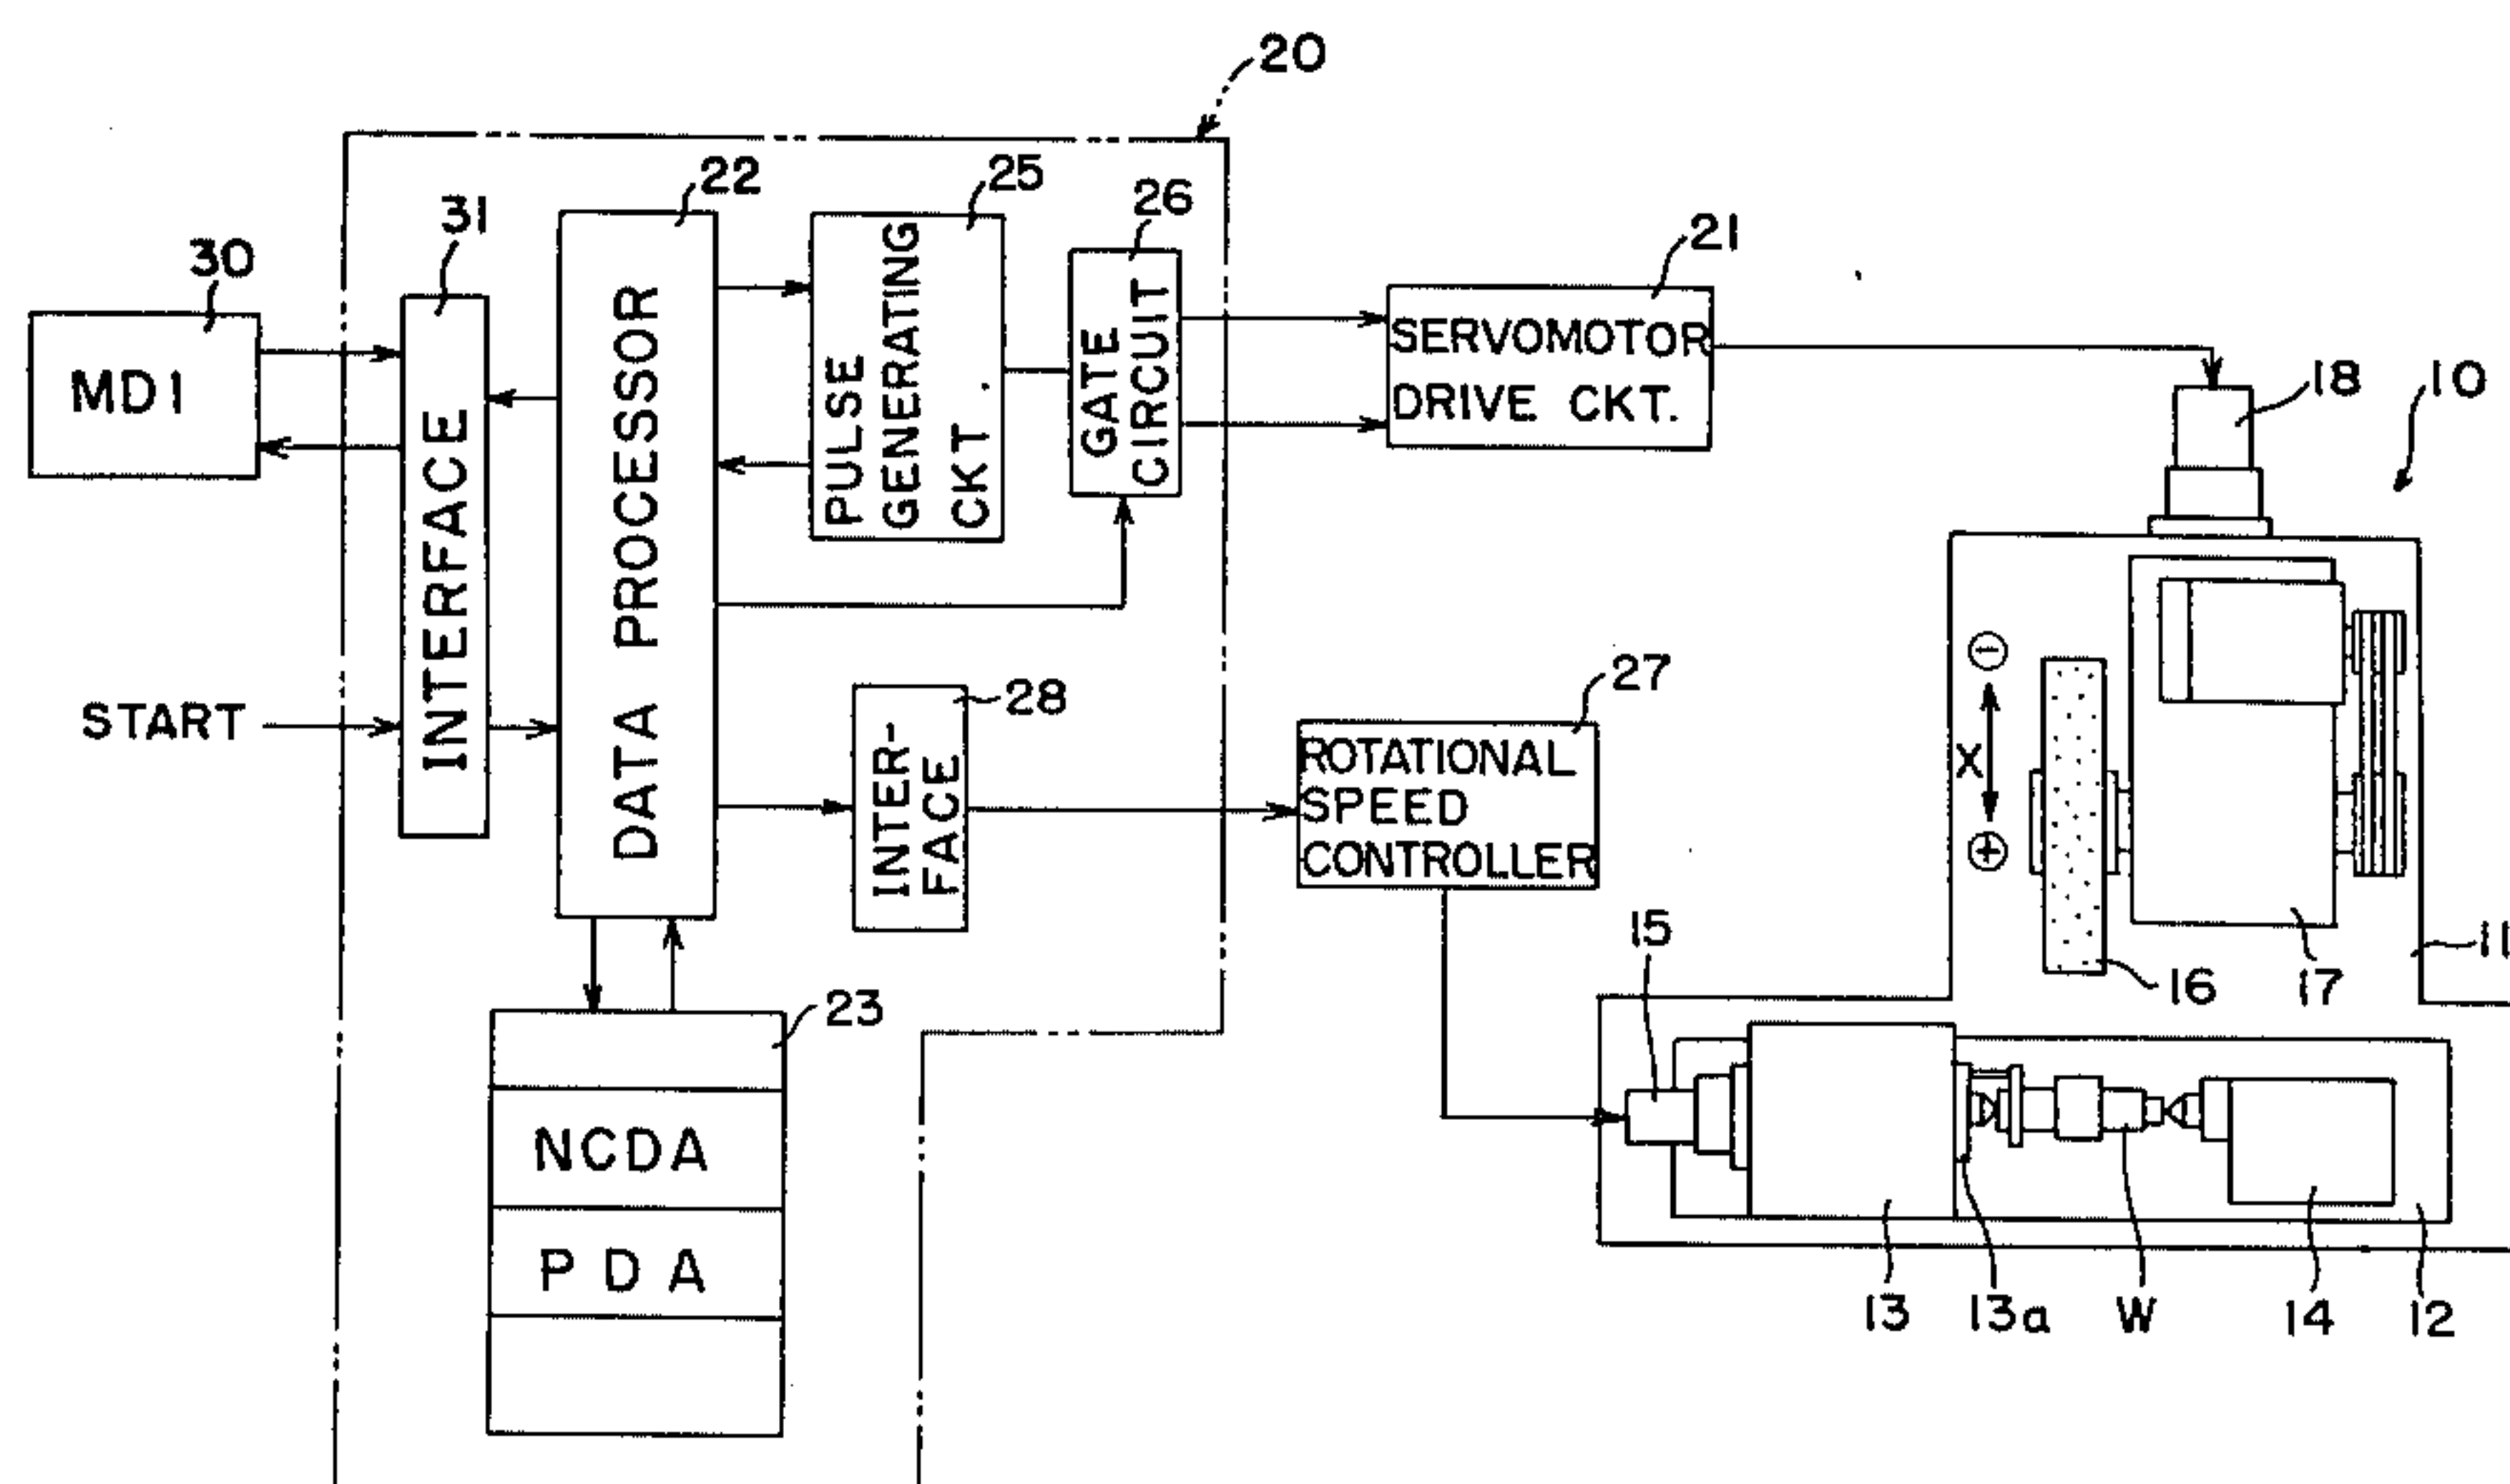 20
22
25
26
31
30
21
MDI
INTERFACE
DATA PROCESSOR
PULSE
GENERATING
CKT.
GATE
CIRCUIT
SERVOMOTOR
DRIVE CKT.
18
10
START
28
INTER-
FACE
27
ROTATIONAL
SPEED
CONTROLLER
−
X
+
15
16
17
11
23
NCDA
PDA
13
13a
W
14
12